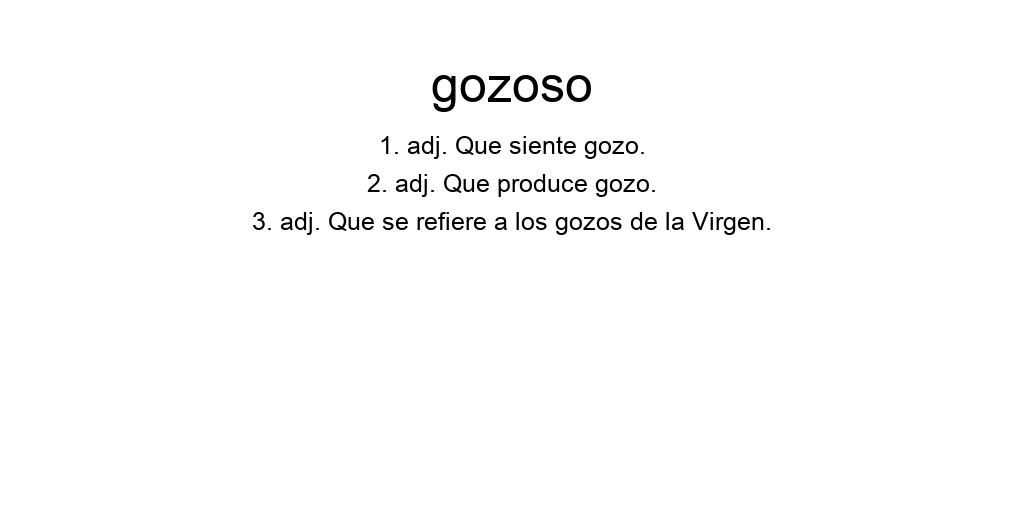 gozoso
1. adj. Que siente gozo.
2. adj. Que produce gozo.
3. adj. Que se refiere a los gozos de la Virgen.